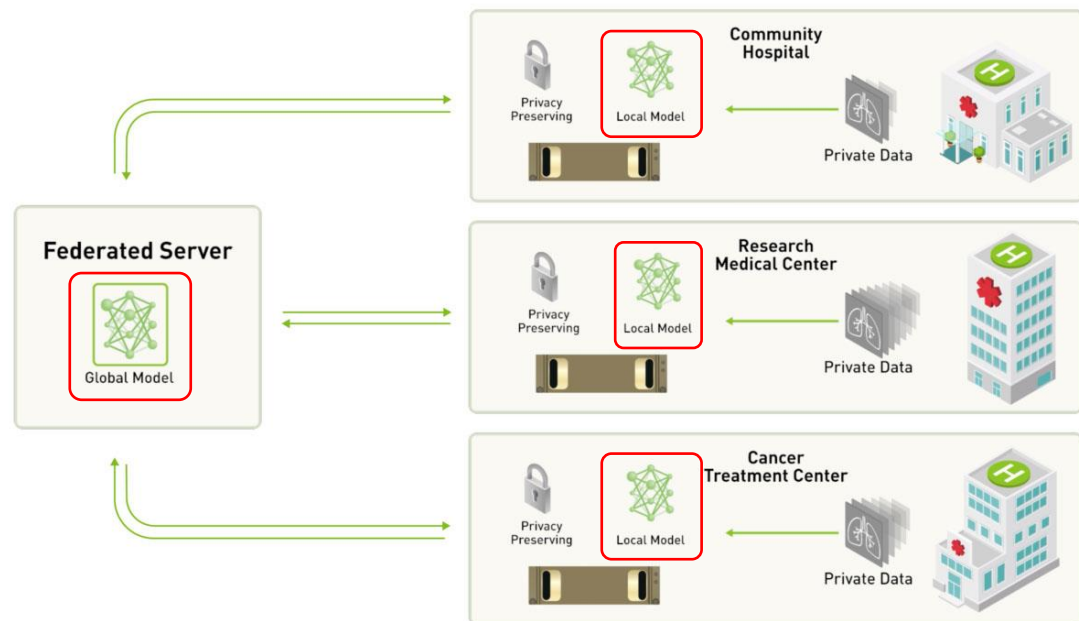 Community
Hospital
Privacy
Preserving
Local Model
Private Data
H
Federated Server
Global Model
Research
Medical Center
Privacy
Preserving
Local Model
Private Data
H
Cancer
Treatment Center
Privacy
Preserving
Local Model
Private Data
H